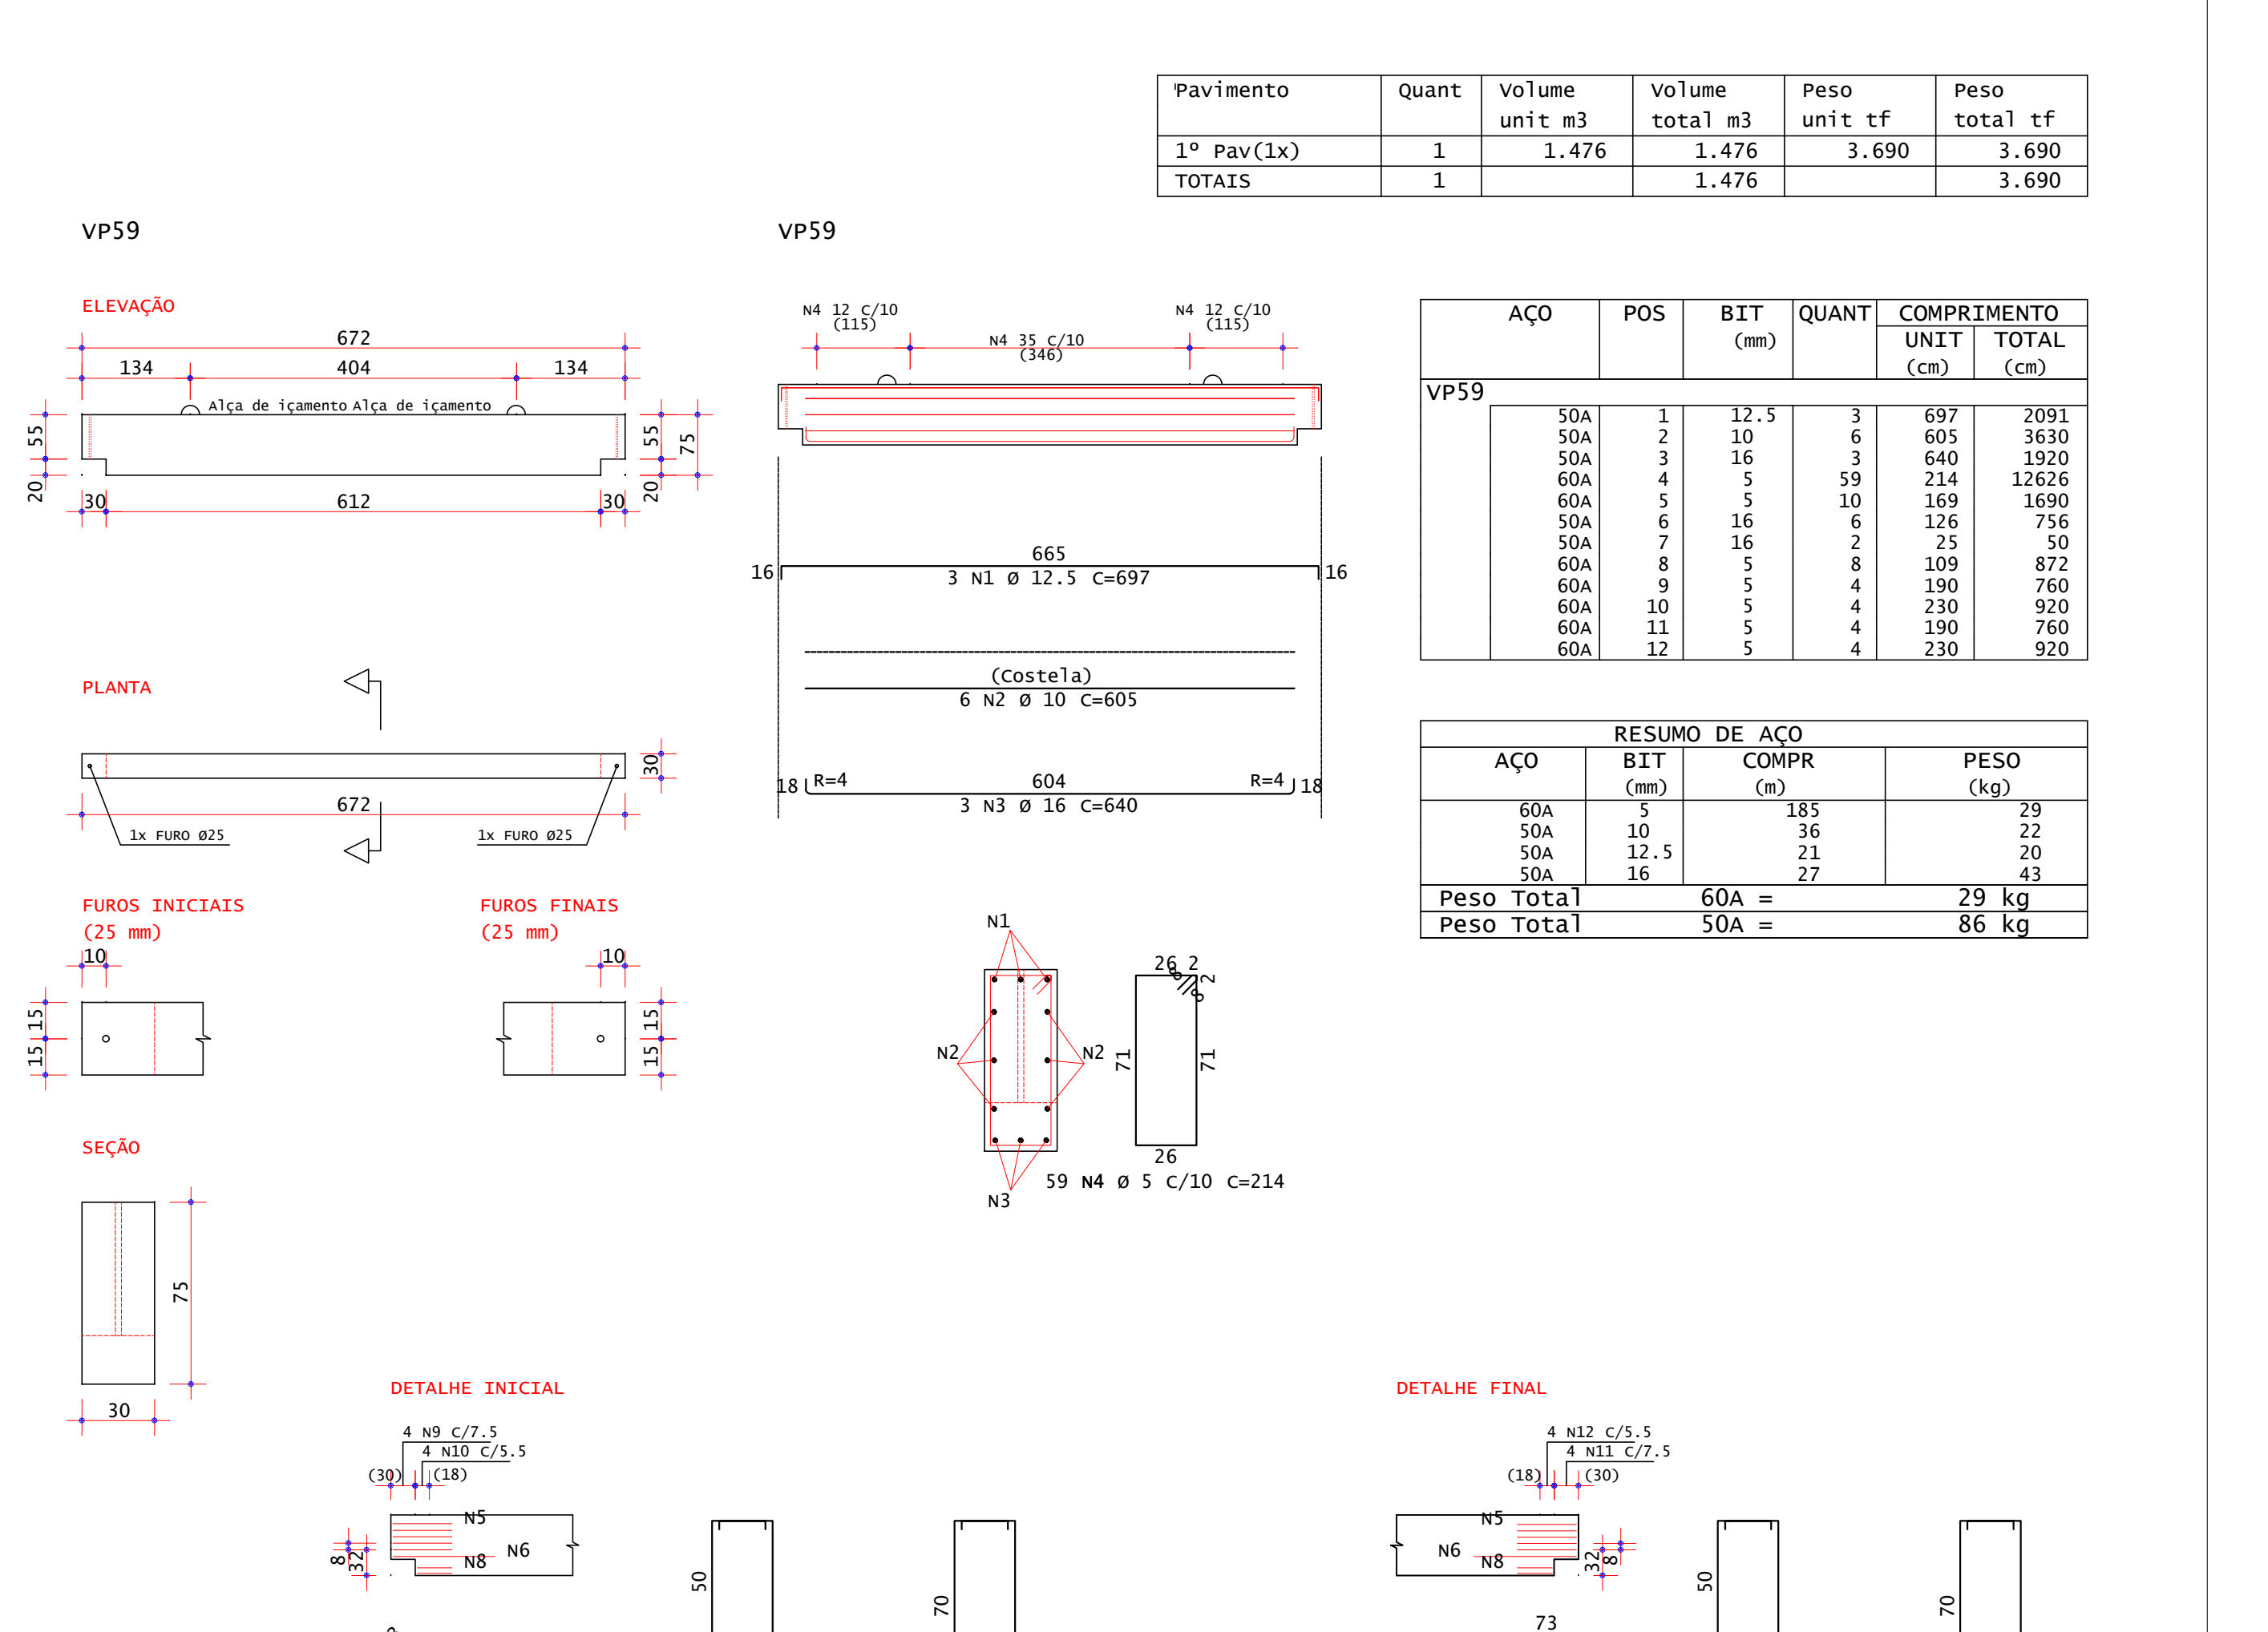 Pavimento Quant Volume Volume Peso Peso
unit m3 total m3 unit tf total tf
1º Pav(1x) 1 1.476 1.476 3.690 3.690
TOTAIS 1 1.476 3.690
VP59
ELEVAÇÃO
672
134 404 134
Alça de içamento Alça de içamento
55 55 75
20 20
30 612 30
PLANTA
30
672
1x FURO Ø25 1x FURO Ø25
FUROS INICIAIS
(25 mm)
10
15
15
FUROS FINAIS
(25 mm)
10
15
15
SEÇÃO
75
30
VP59
N4 12 C/10 N4 12 C/10
(115) (115)
N4 35 C/10
(346)
665
16 16
3 N1 Ø 12.5 C=697
(Costela)
6 N2 Ø 10 C=605
18 R=4 604 R=4 18
3 N3 Ø 16 C=640
N1
26 2
2
N2 N2 71 71
26
59 N4 Ø 5 C/10 C=214
N3
AÇO POS BIT QUANT COMPRIMENTO
(mm) UNIT TOTAL
(cm) (cm)
VP59
50A 1 12.5 3 697 2091
50A 2 10 6 605 3630
50A 3 16 3 640 1920
60A 4 5 59 214 12626
60A 5 5 10 169 1690
50A 6 16 6 126 756
50A 7 16 2 25 50
60A 8 5 8 109 872
60A 9 5 4 190 760
60A 10 5 4 230 920
60A 11 5 4 190 760
60A 12 5 4 230 920
RESUMO DE AÇO
AÇO BIT COMPR PESO
(mm) (m) (kg)
60A 5 185 29
50A 10 36 22
50A 12.5 21 20
50A 16 27 43
Peso Total 60A = 29 kg
Peso Total 50A = 86 kg
DETALHE INICIAL
4 N9 C/7.5
4 N10 C/5.5
(30) (18)
N5
N6
N8
8 32
50
70
DETALHE FINAL
4 N12 C/5.5
4 N11 C/7.5
(18) (30)
N5
N6
N8
32 8
50
70
73